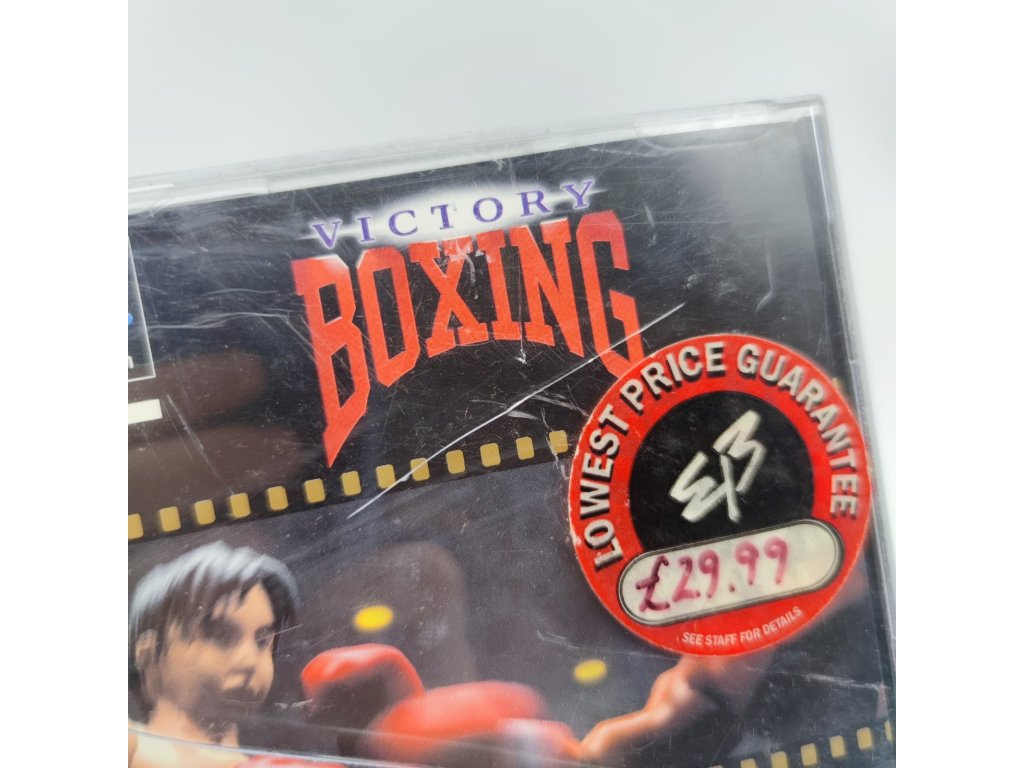 VICTORY
BOXING
LOWEST PRICE GUARANTEE
EB
£29.99
SEE STAFF FOR DETAILS